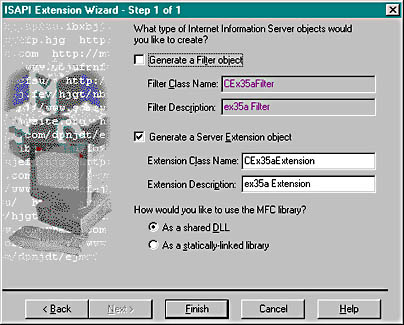 ISAPI Extension Wizard - Step 1 of 1
What type of Internet Information Server objects would
you like to create?
Generate a Filter object
Filter Class Name: CEx35aFilter
Filter Description: ex35a Filter
Generate a Server Extension object
Extension Class Name: CEx35aExtension
Extension Description: ex35a Extension
How would you like to use the MFC library?
As a shared DLL
As a statically-linked library
< Back
Next >
Finish
Cancel
Help